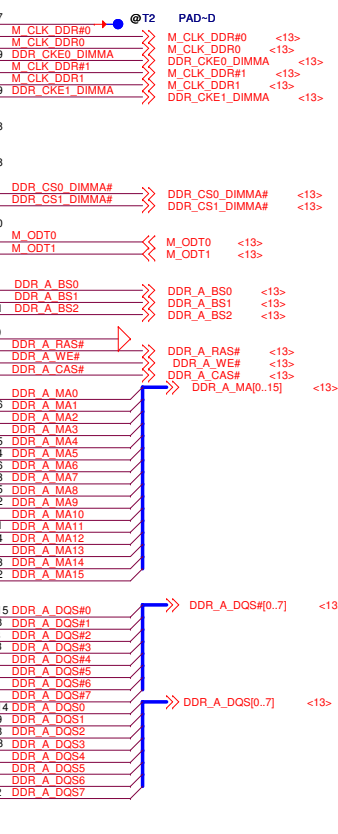 @T2 PAD~D
M_CLK_DDR#0 M_CLK_DDR#0 <13>
M_CLK_DDR0 M_CLK_DDR0 <13>
DDR_CKE0_DIMMA DDR_CKE0_DIMMA <13>
M_CLK_DDR#1 M_CLK_DDR#1 <13>
M_CLK_DDR1 M_CLK_DDR1 <13>
DDR_CKE1_DIMMA DDR_CKE1_DIMMA <13>
DDR_CS0_DIMMA# DDR_CS0_DIMMA# <13>
DDR_CS1_DIMMA# DDR_CS1_DIMMA# <13>
M_ODT0 M_ODT0 <13>
M_ODT1 M_ODT1 <13>
DDR_A_BS0 DDR_A_BS0 <13>
DDR_A_BS1 DDR_A_BS1 <13>
DDR_A_BS2 DDR_A_BS2 <13>
DDR_A_RAS# DDR_A_RAS# <13>
DDR_A_WE# DDR_A_WE# <13>
DDR_A_CAS# DDR_A_CAS# <13>
DDR_A_MA[0..15] <13>
DDR_A_MA0
DDR_A_MA1
DDR_A_MA2
DDR_A_MA3
DDR_A_MA4
DDR_A_MA5
DDR_A_MA6
DDR_A_MA7
DDR_A_MA8
DDR_A_MA9
DDR_A_MA10
DDR_A_MA11
DDR_A_MA12
DDR_A_MA13
DDR_A_MA14
DDR_A_MA15
5 DDR_A_DQS#0 DDR_A_DQS#[0..7] <13
DDR_A_DQS#1
DDR_A_DQS#2
DDR_A_DQS#3
DDR_A_DQS#4
DDR_A_DQS#5
DDR_A_DQS#6
DDR_A_DQS#7
4 DDR_A_DQS0 DDR_A_DQS[0..7] <13>
DDR_A_DQS1
DDR_A_DQS2
DDR_A_DQS3
DDR_A_DQS4
DDR_A_DQS5
DDR_A_DQS6
DDR_A_DQS7